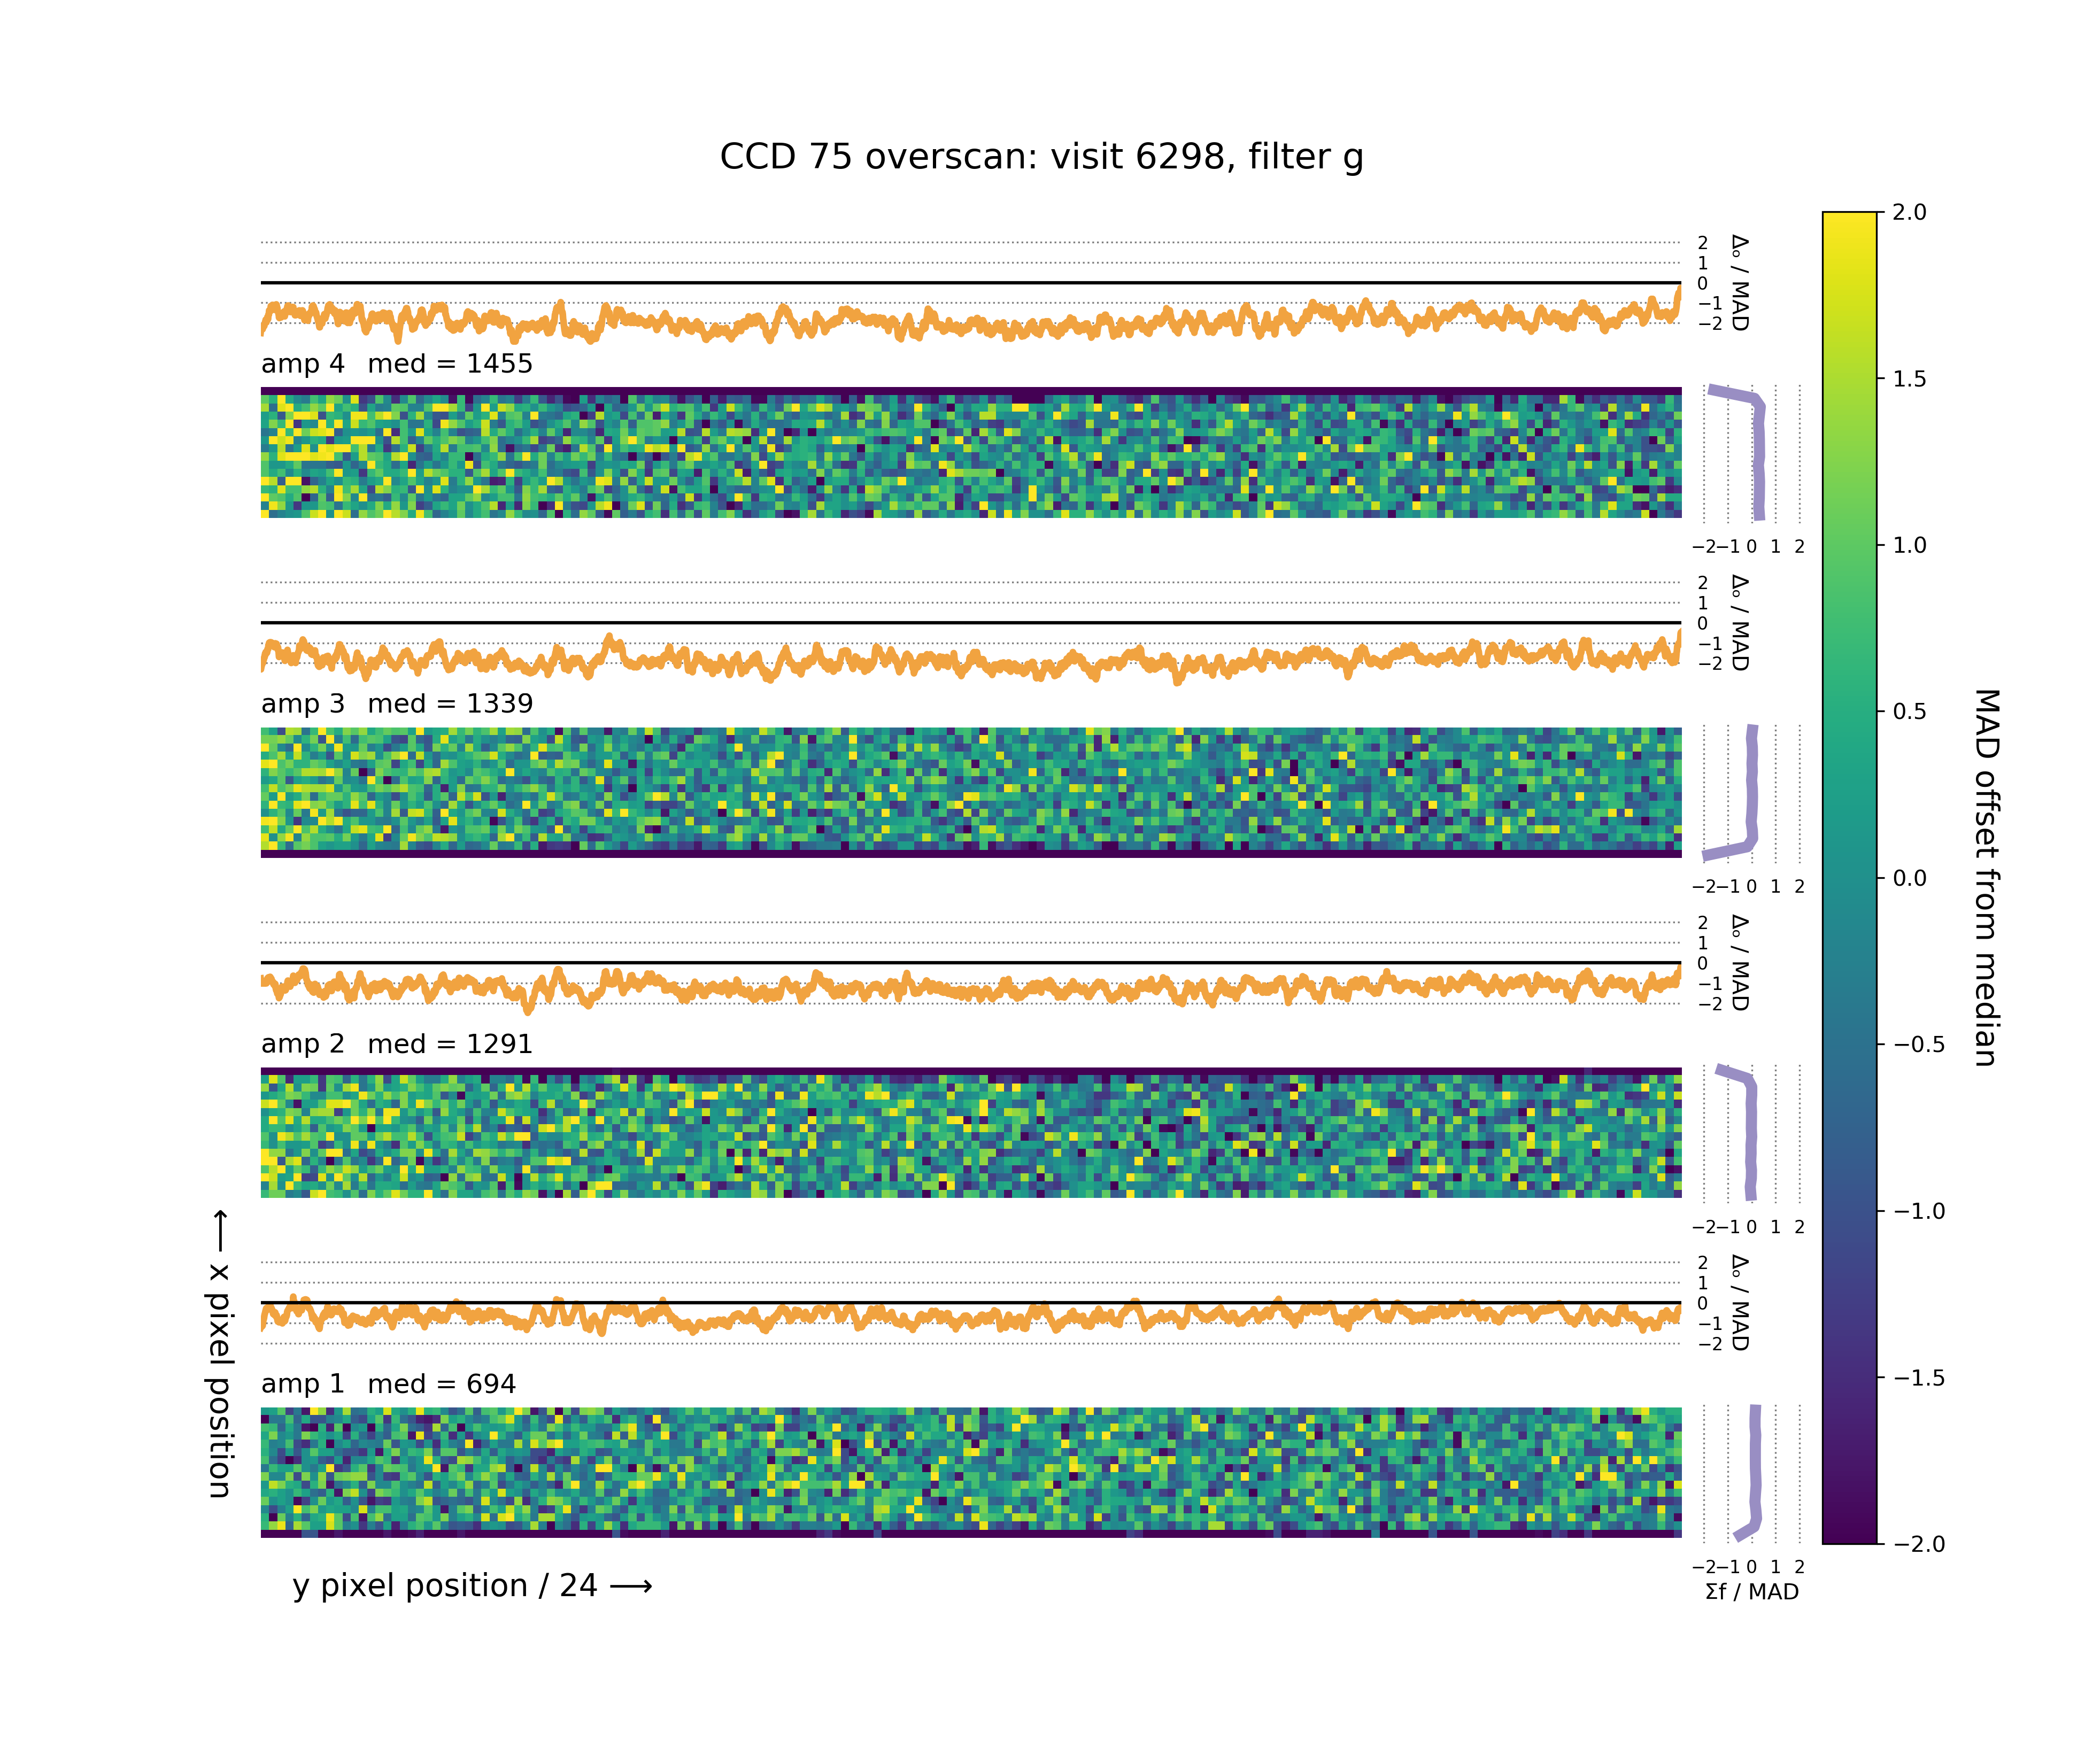 CCD 75 overscan: visit 6298, filter g
2
1
0
−1
−2
Δₒ / MAD
amp 4 med = 1455
−2 −1 0 1 2
2
1
0
−1
−2
Δₒ / MAD
amp 3 med = 1339
−2 −1 0 1 2
2
1
0
−1
−2
Δₒ / MAD
amp 2 med = 1291
−2 −1 0 1 2
2
1
0
−1
−2
Δₒ / MAD
amp 1 med = 694
−2 −1 0 1 2
Σf / MAD
y pixel position / 24 ⟶
x pixel position ⟶
2.0
1.5
1.0
0.5
0.0
−0.5
−1.0
−1.5
−2.0
MAD offset from median